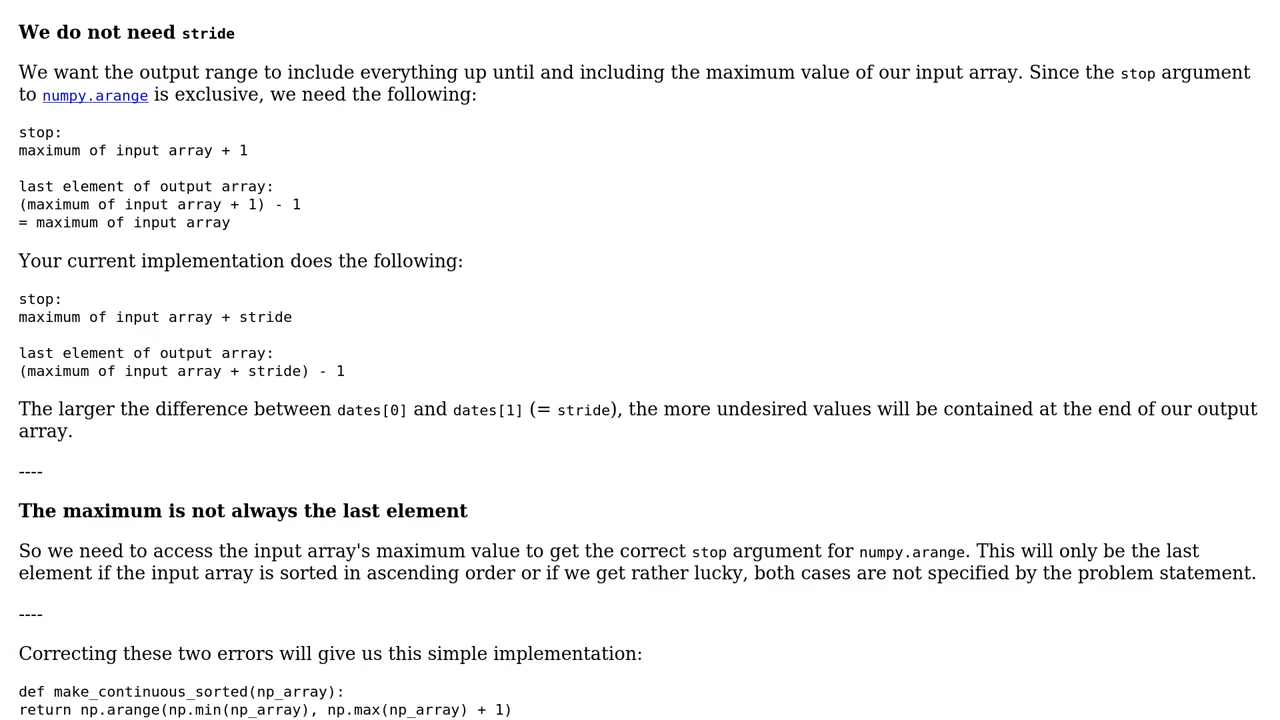 We do not need stride
We want the output range to include everything up until and including the maximum value of our input array. Since the stop argument
to numpy.arange is exclusive, we need the following:
stop:
maximum of input array + 1
last element of output array:
(maximum of input array + 1) - 1
= maximum of input array
Your current implementation does the following:
stop:
maximum of input array + stride
last element of output array:
(maximum of input array + stride) - 1
The larger the difference between dates[0] and dates[1] (= stride), the more undesired values will be contained at the end of our output
array.
----
The maximum is not always the last element
So we need to access the input array's maximum value to get the correct stop argument for numpy.arange. This will only be the last
element if the input array is sorted in ascending order or if we get rather lucky, both cases are not specified by the problem statement.
----
Correcting these two errors will give us this simple implementation:
def make_continuous_sorted(np_array):
return np.arange(np.min(np_array), np.max(np_array) + 1)